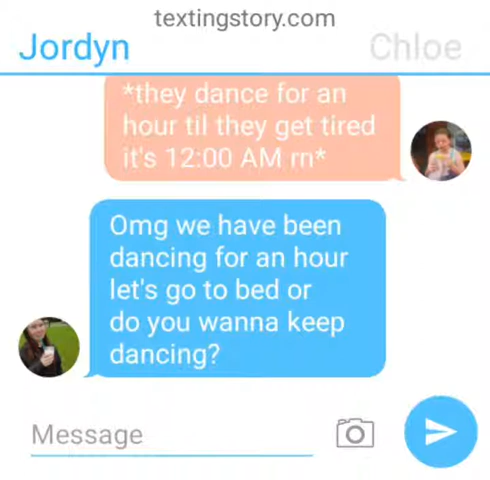 textingstory.com
Jordyn
Chloe
*they dance for an
hour til they get tired
it's 12:00 AM rn*
Omg we have been
dancing for an hour
let's go to bed or
do you wanna keep
dancing?
Message